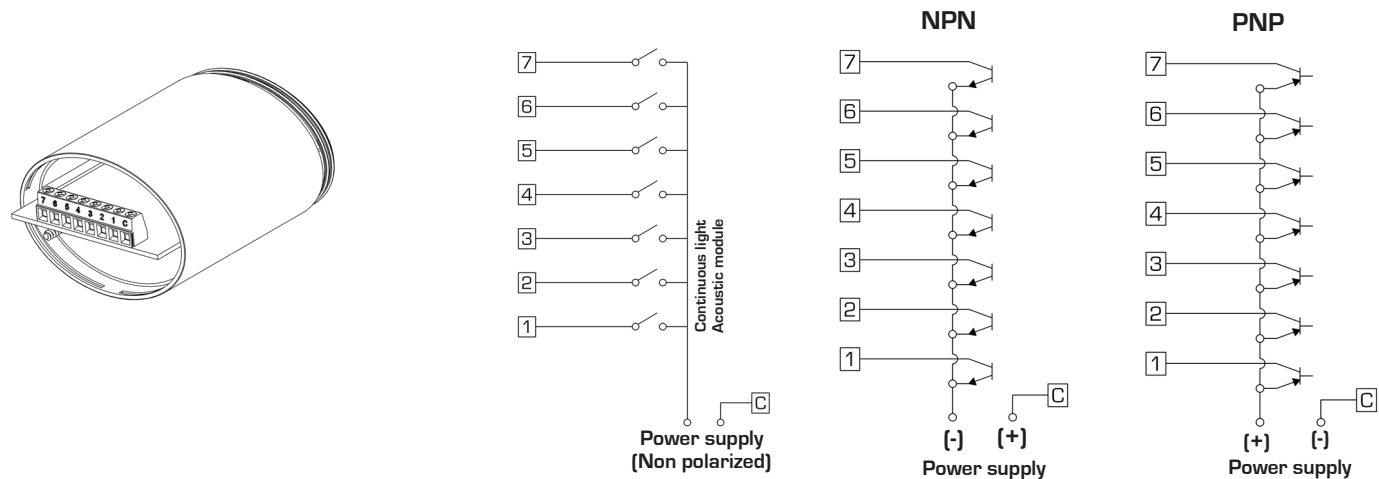 7 6 5 4 3 2 1 C
7
6
5
4
3
2
1
Continuous light
Acoustic module
C
Power supply
(Non polarized)
NPN
7
6
5
4
3
2
1
C
(-) (+)
Power supply
PNP
7
6
5
4
3
2
1
C
(+) (-)
Power supply